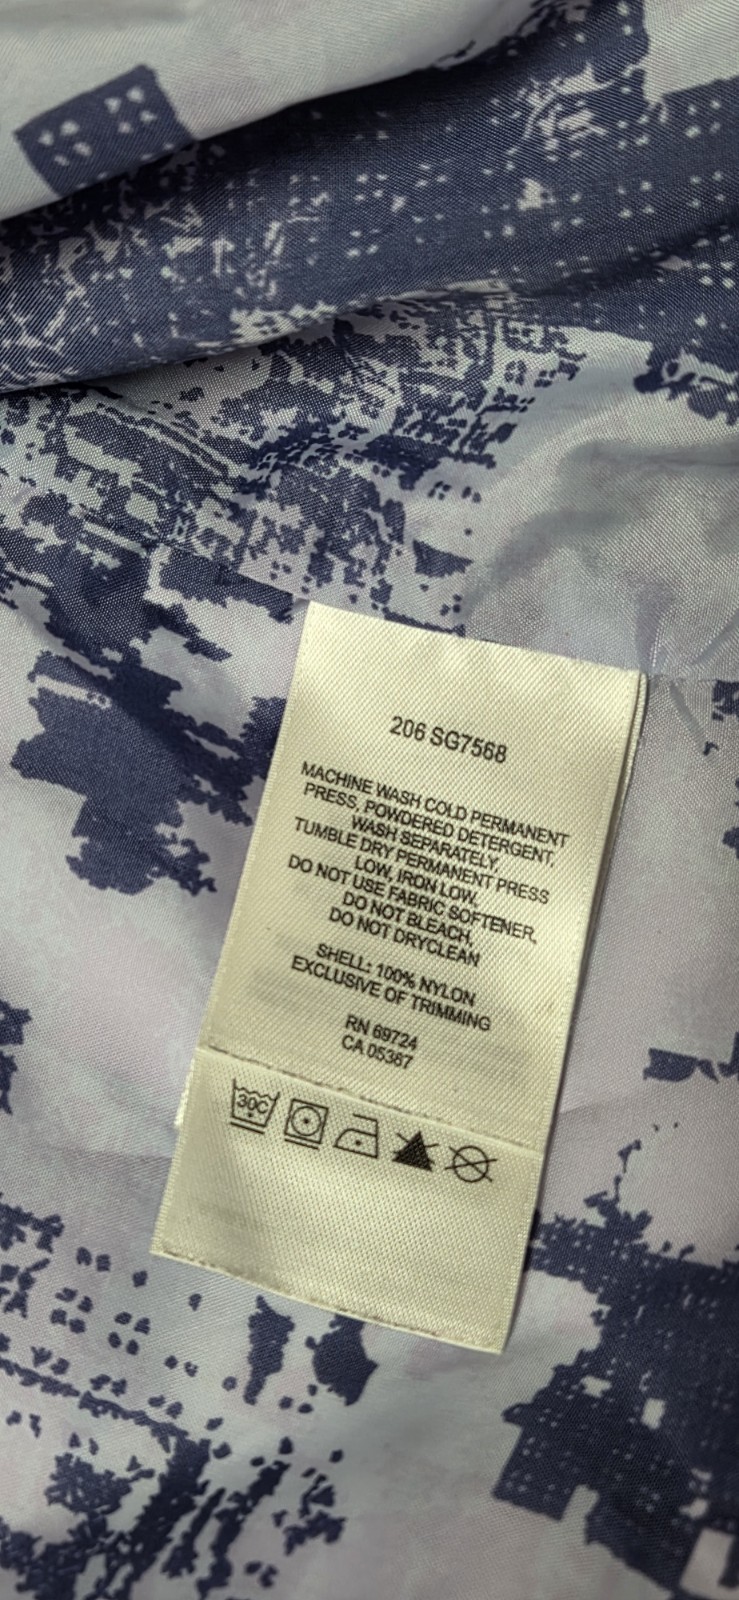 206 SG7568
MACHINE WASH COLD PERMANENT
PRESS, POWDERED DETERGENT,
WASH SEPARATELY,
TUMBLE DRY PERMANENT PRESS
LOW, IRON LOW,
DO NOT USE FABRIC SOFTENER,
DO NOT BLEACH,
DO NOT DRYCLEAN
SHELL: 100% NYLON
EXCLUSIVE OF TRIMMING
RN 69724
CA 05387
30C